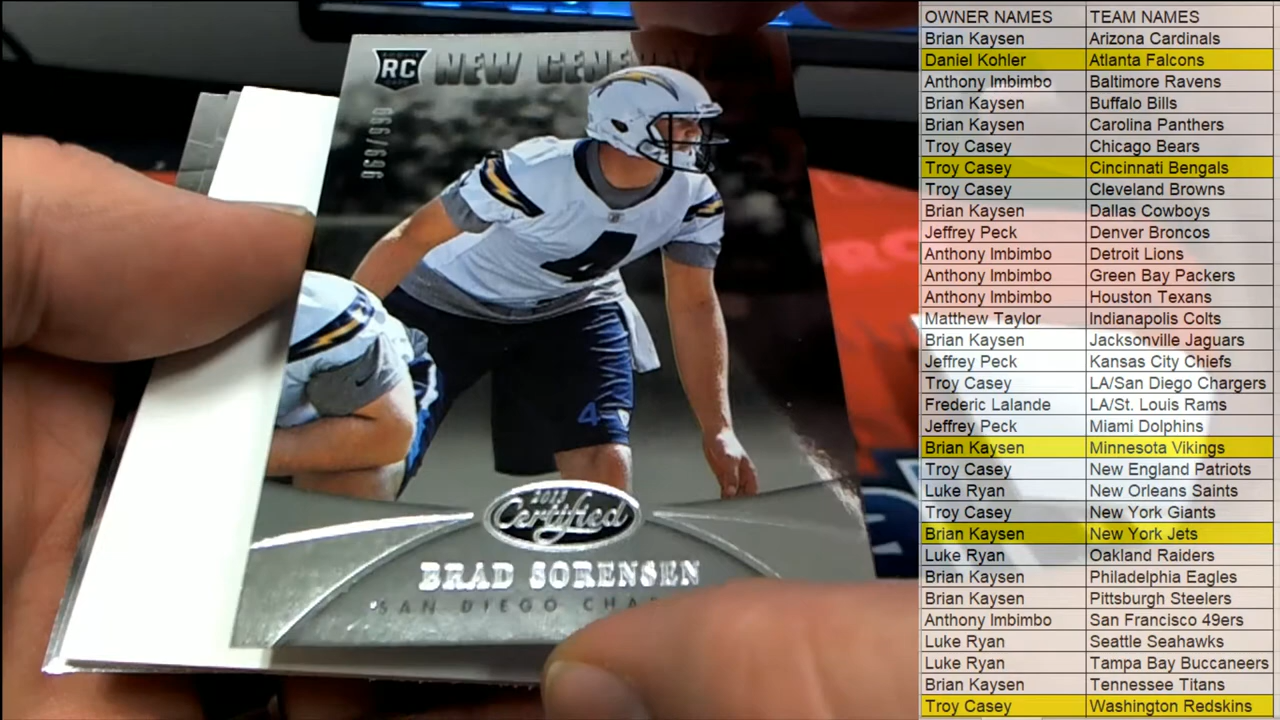 ROOKIE
RC
CARD
NEW GENE
969/999
4
4
2013
Certified
BRAD SORENSEN
SAN DIEGO CHA
OWNER NAMES TEAM NAMES
Brian Kaysen Arizona Cardinals
Daniel Kohler Atlanta Falcons
Anthony Imbimbo Baltimore Ravens
Brian Kaysen Buffalo Bills
Brian Kaysen Carolina Panthers
Troy Casey Chicago Bears
Troy Casey Cincinnati Bengals
Troy Casey Cleveland Browns
Brian Kaysen Dallas Cowboys
Jeffrey Peck Denver Broncos
Anthony Imbimbo Detroit Lions
Anthony Imbimbo Green Bay Packers
Anthony Imbimbo Houston Texans
Matthew Taylor Indianapolis Colts
Brian Kaysen Jacksonville Jaguars
Jeffrey Peck Kansas City Chiefs
Troy Casey LA/San Diego Chargers
Frederic Lalande LA/St. Louis Rams
Jeffrey Peck Miami Dolphins
Brian Kaysen Minnesota Vikings
Troy Casey New England Patriots
Luke Ryan New Orleans Saints
Troy Casey New York Giants
Brian Kaysen New York Jets
Luke Ryan Oakland Raiders
Brian Kaysen Philadelphia Eagles
Brian Kaysen Pittsburgh Steelers
Anthony Imbimbo San Francisco 49ers
Luke Ryan Seattle Seahawks
Luke Ryan Tampa Bay Buccaneers
Brian Kaysen Tennessee Titans
Troy Casey Washington Redskins